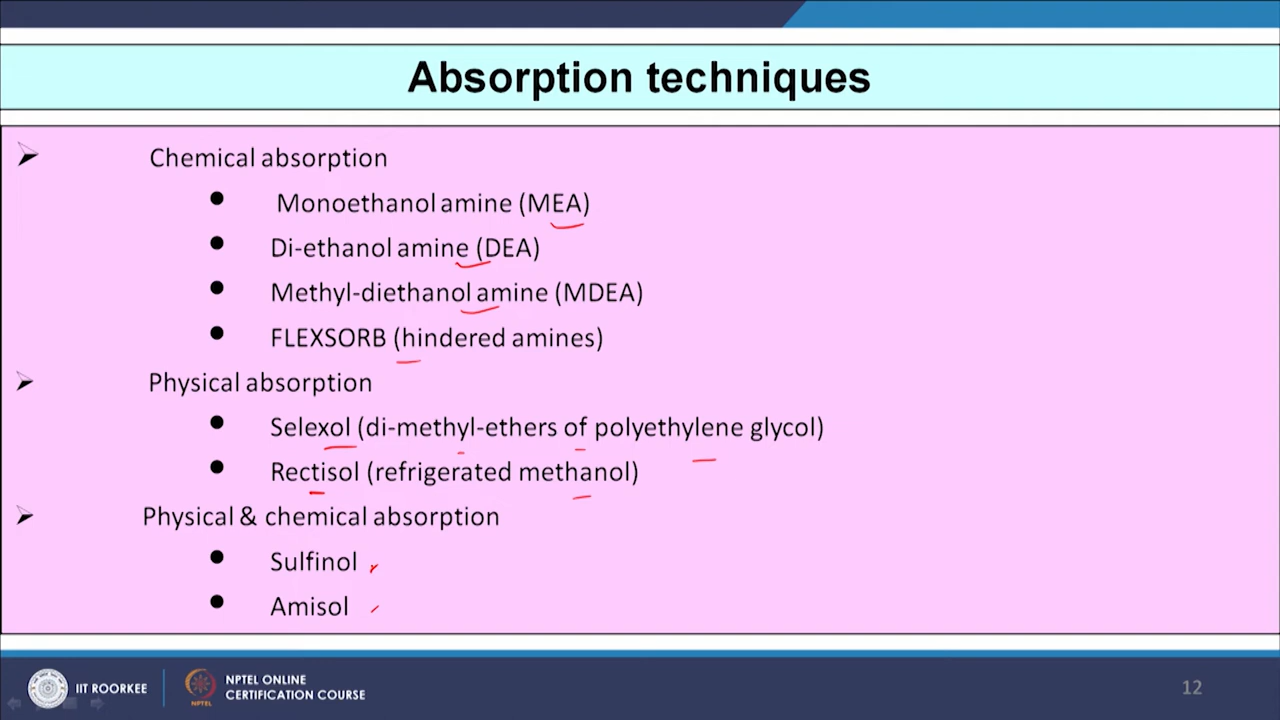 Absorption techniques
Chemical absorption
Monoethanol amine (MEA)
Di-ethanol amine (DEA)
Methyl-diethanol amine (MDEA)
FLEXSORB (hindered amines)
Physical absorption
Selexol (di-methyl-ethers of polyethylene glycol)
Rectisol (refrigerated methanol)
Physical & chemical absorption
Sulfinol
Amisol
IIT ROORKEE
NPTEL ONLINE
CERTIFICATION COURSE
NPTEL
12